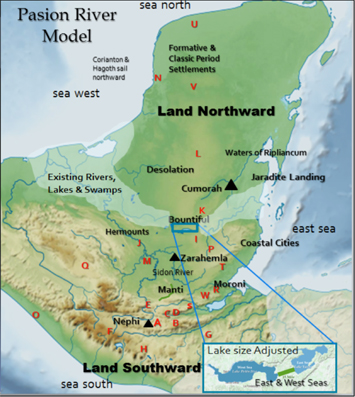 sea north
Pasion River
Model
U
Corianton &
Hagoth sail
northward
Formative &
Classic Period
Settlements
N
V
sea west
Land Northward
L
Waters of Ripliancum
Desolation
Jaradite Landing
Existing Rivers,
Lakes & Swamps
Cumorah
K
Bountiful
east sea
Hermounts
I
Coastal Cities
J
P
M
Zarahemla
Q
T
Sidon River
Manti
Moroni
W
R
E
S
O
C
D
Nephi
A
B
F
G
H
Lake size Adjusted
Land Southward
East & West Seas
sea south